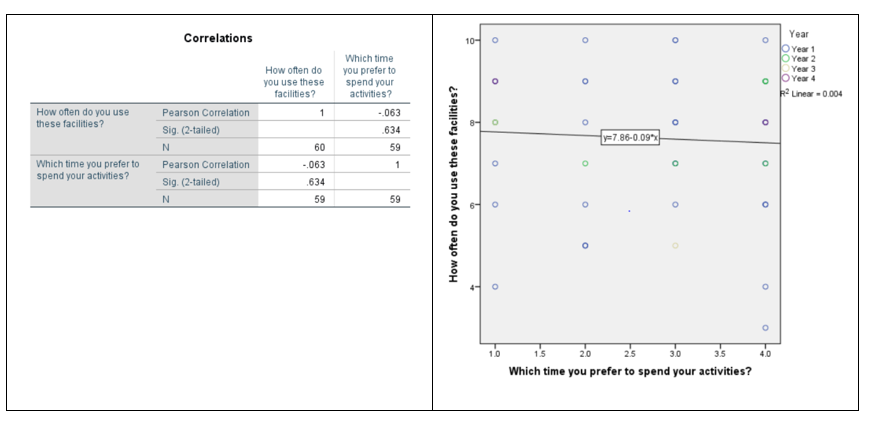 Correlations
How often do you use these facilities?
Which time you prefer to spend your activities?
How often do you use these facilities?
Pearson Correlation 1 -.063
Sig. (2-tailed) .634
N 60 59
Which time you prefer to spend your activities?
Pearson Correlation -.063 1
Sig. (2-tailed) .634
N 59 59
How often do you use these facilities?
10
8
6
4
y=7.86-0.09*x
1.0 1.5 2.0 2.5 3.0 3.5 4.0
Which time you prefer to spend your activities?
Year
Year 1
Year 2
Year 3
Year 4
R² Linear = 0.004